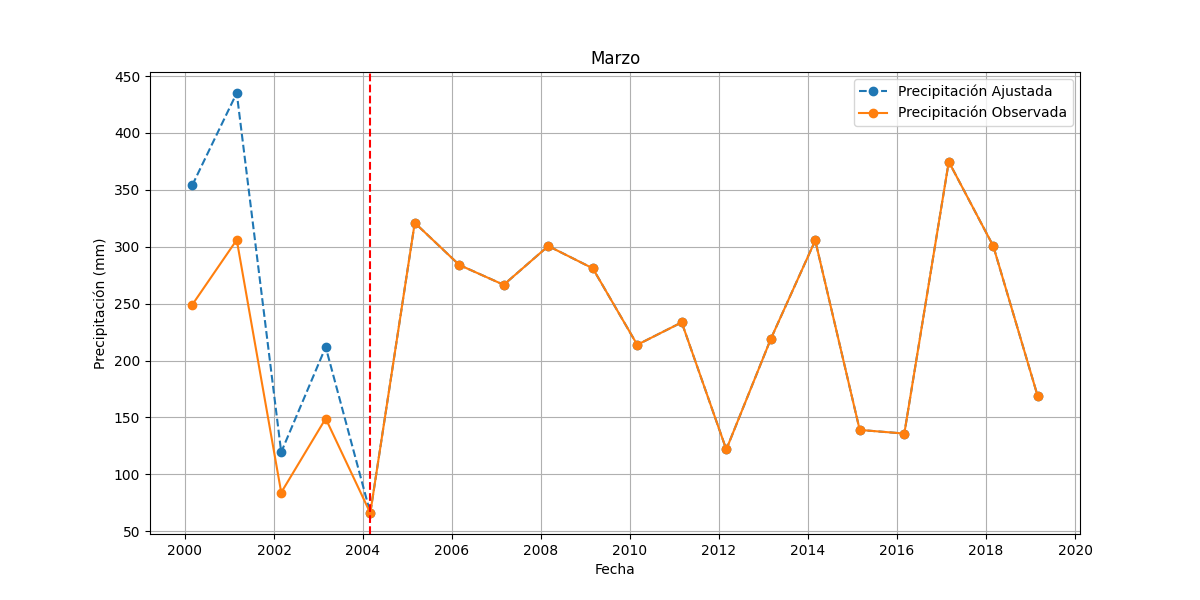 Marzo
Precipitación Ajustada
Precipitación Observada
Precipitación (mm)
450
400
350
300
250
200
150
100
50
2000 2002 2004 2006 2008 2010 2012 2014 2016 2018 2020
Fecha